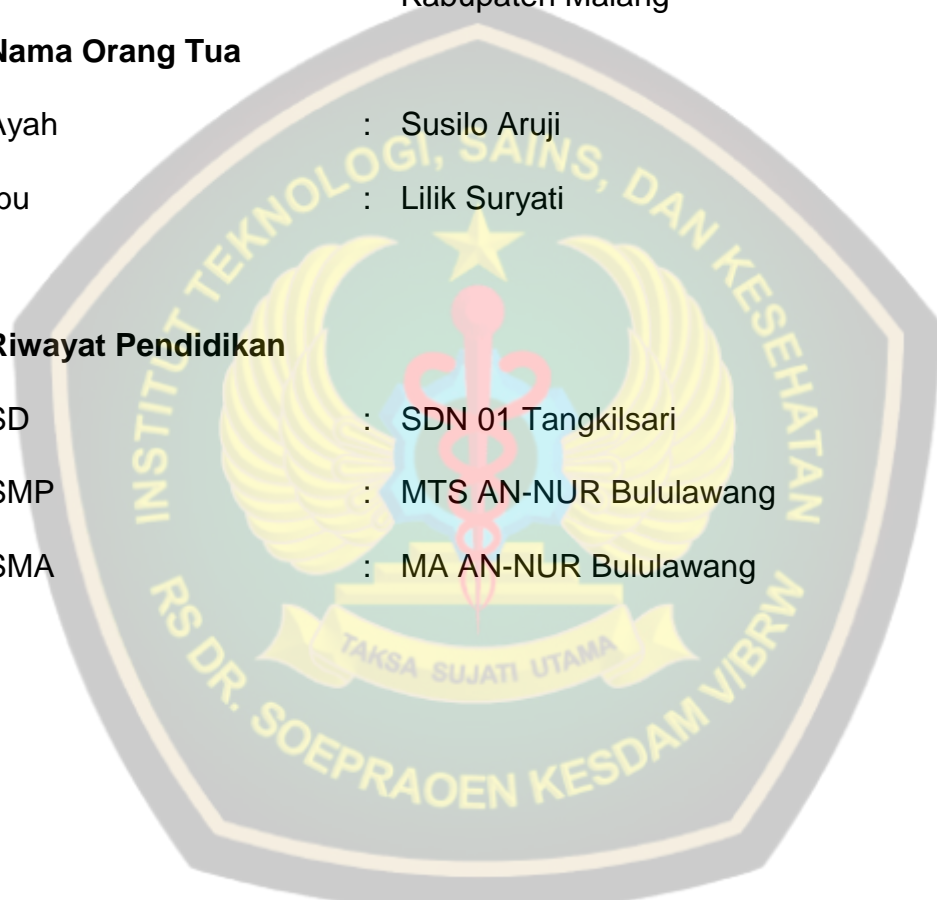 Kabupaten Malang
Nama Orang Tua
Ayah : Susilo Aruji
Ibu : Lilik Suryati
Riwayat Pendidikan
SD : SDN 01 Tangkilsari
SMP : MTS AN-NUR Bululawang
SMA : MA AN-NUR Bululawang
INSTITUT TEKNOLOGI, SAINS, DAN KESEHATAN
TAKSA SUJATI UTAMA
RS DR. SOEPRAOEN KESDAM V/BRW